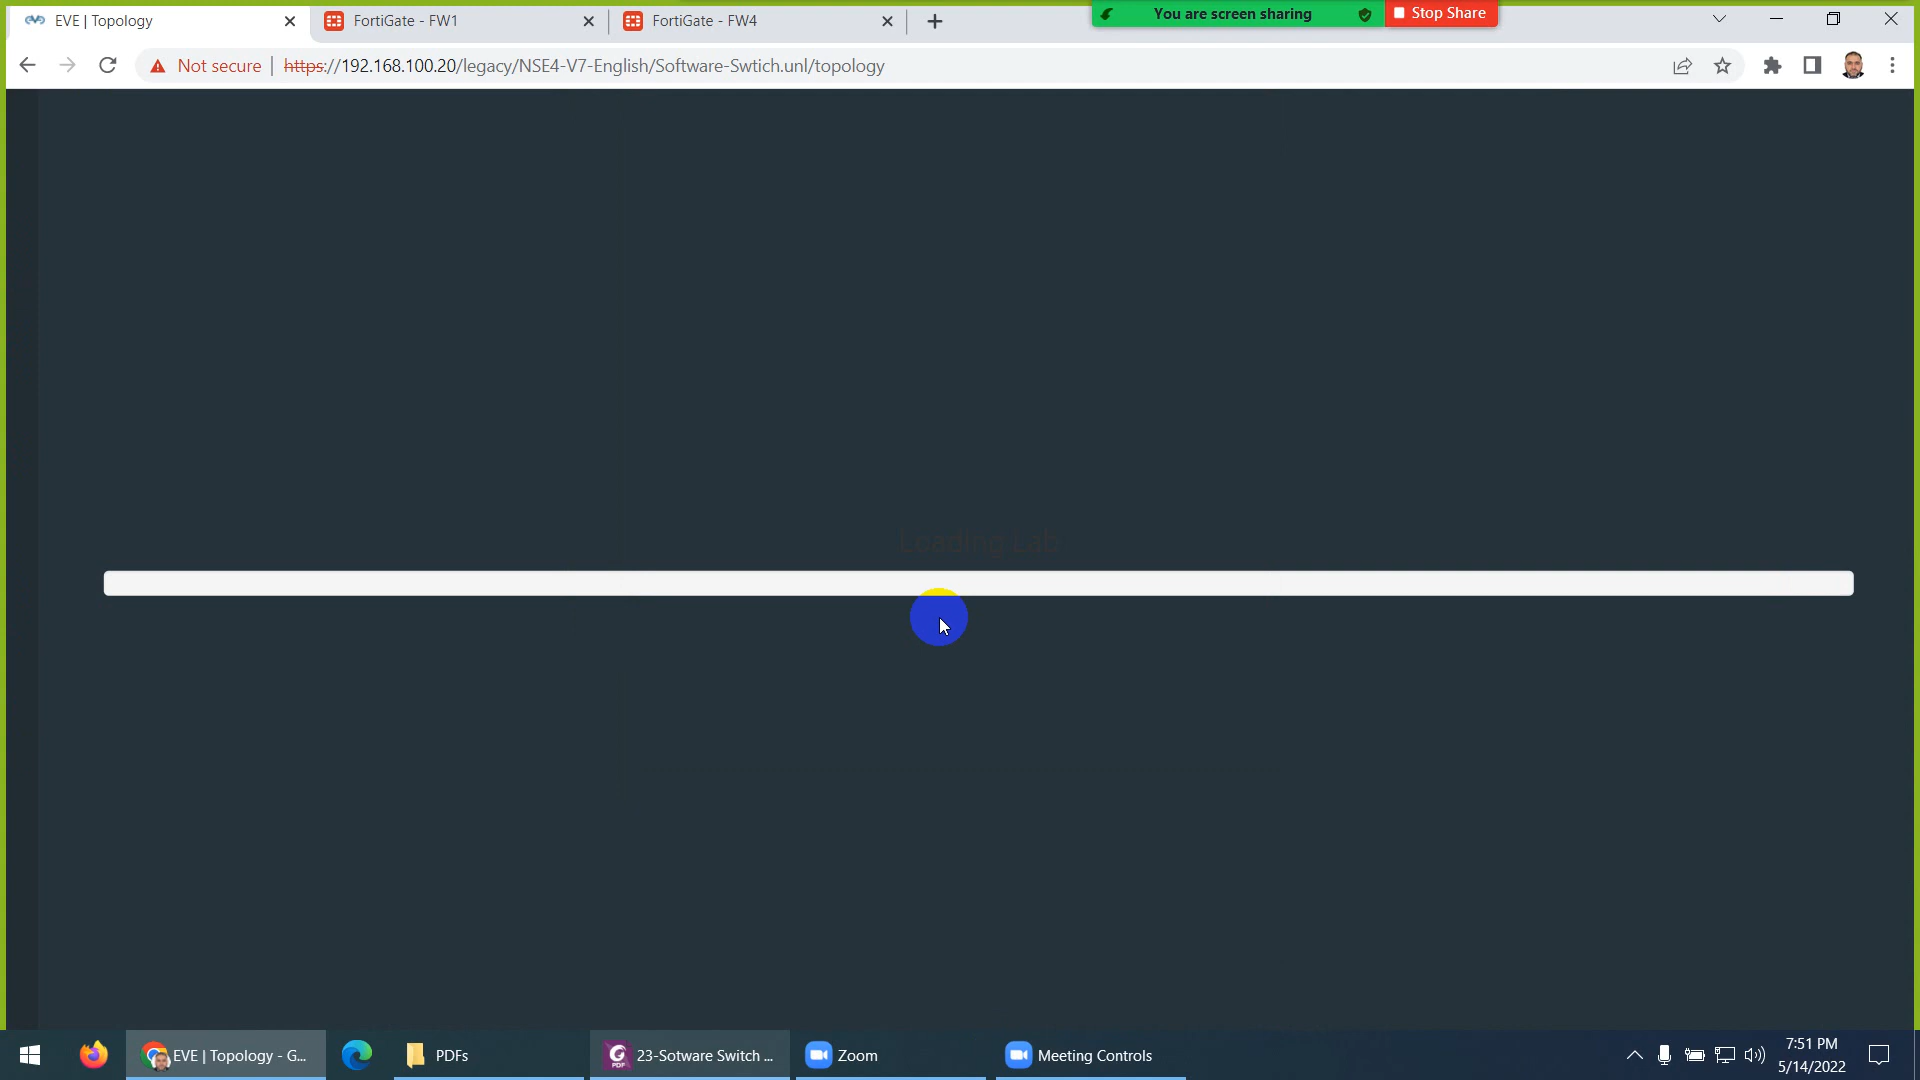 EVE | Topology
FortiGate - FW1
FortiGate - FW4
You are screen sharing
Stop Share
Not secure
https://192.168.100.20/legacy/NSE4-V7-English/Software-Swtich.unl/topology
Loading Lab
EVE | Topology - G...
PDFs
23-Sotware Switch ...
Zoom
Meeting Controls
7:51 PM
5/14/2022